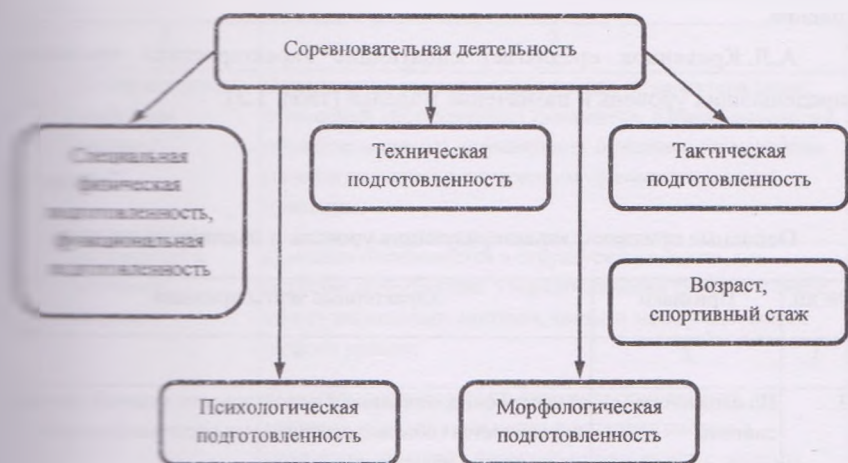 Соревновательная деятельность
Специальная
физическая
подготовленность,
функциональная
подготовленность
Техническая
подготовленность
Тактическая
подготовленность
Возраст,
спортивный стаж
Психологическая
подготовленность
Морфологическая
подготовленность